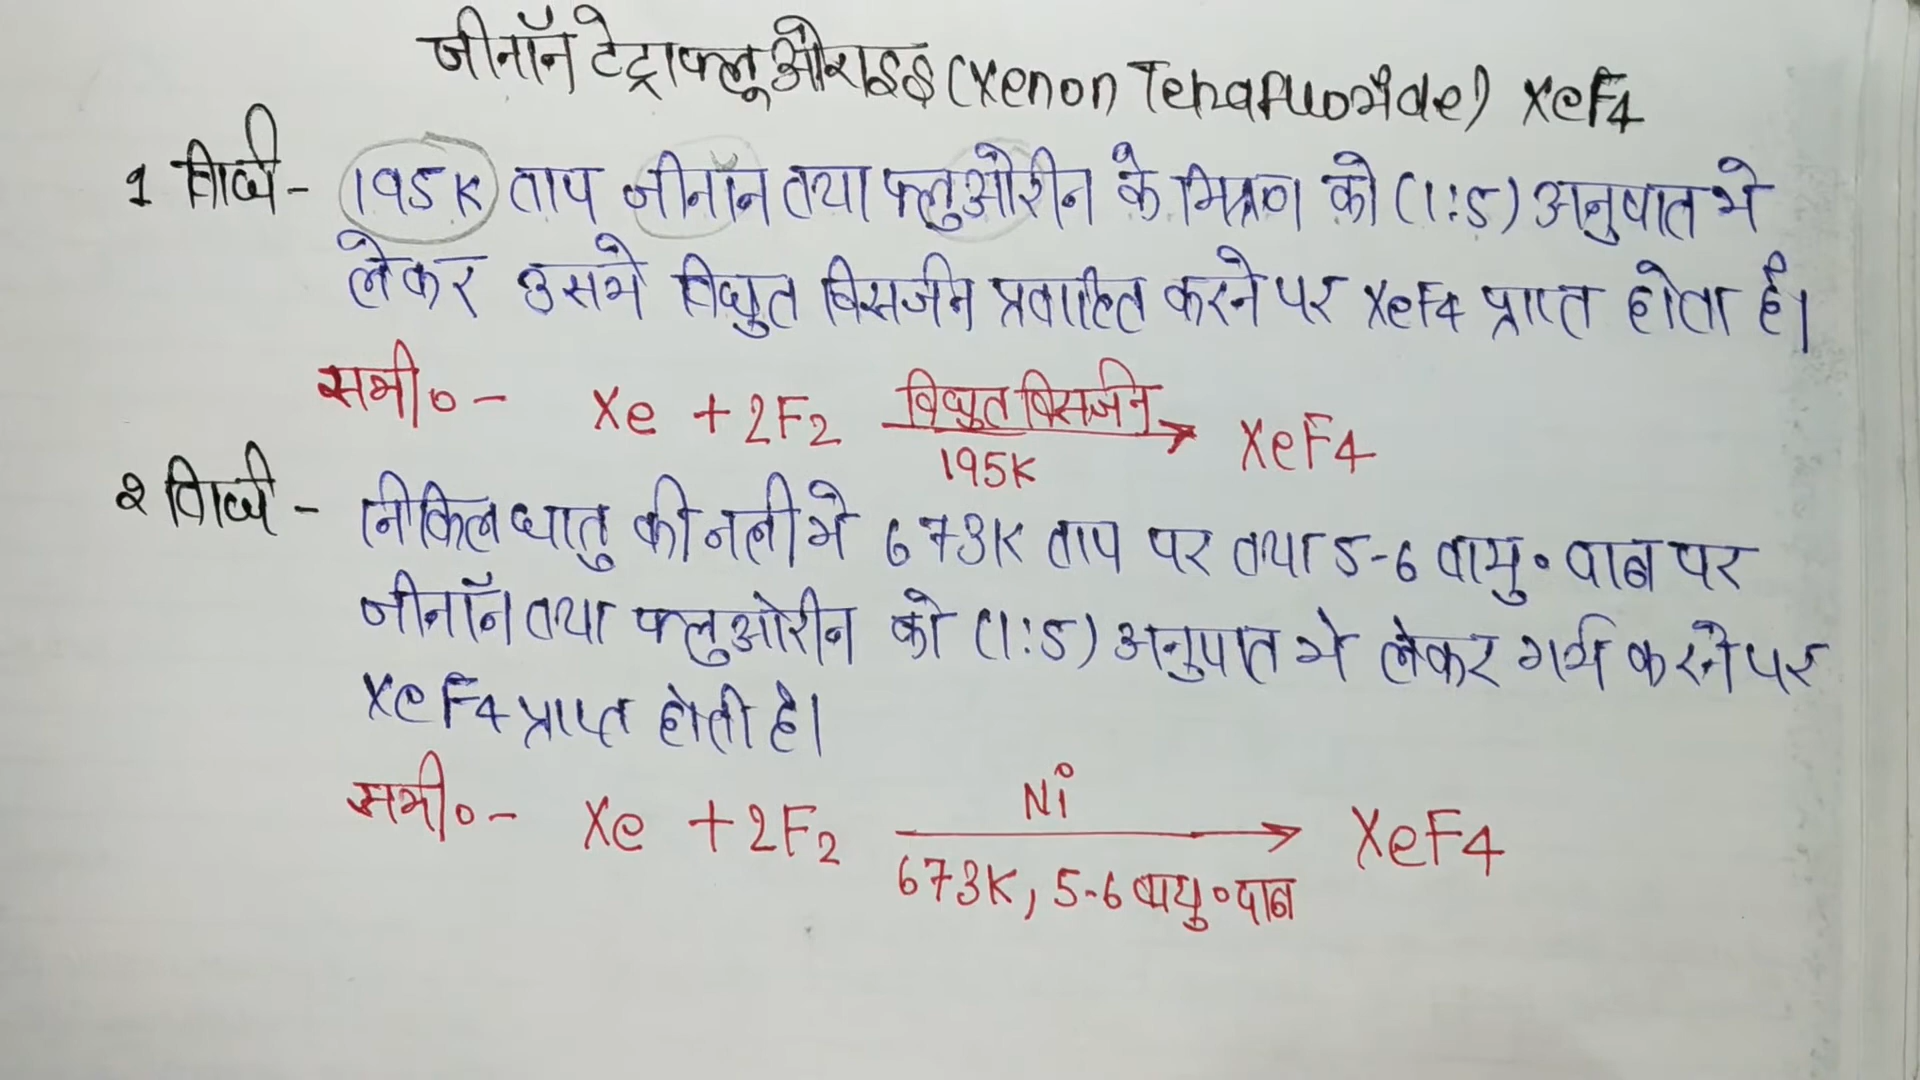 जीनॉन टेट्राफ्लूओराइड (Xenon Tetrafluoride) XeF4
1 विधि- 195K ताप जीनॉन तथा फ्लुओरीन के मिश्रण को (1:5) अनुपात मे
लेकर उसमे विद्युत विसर्जन प्रवाहित करने पर XeF4 प्राप्त होता है।
समी०- Xe + 2F2 विद्युत विसर्जन → XeF4
195K
२ विधि - निकिल धातु की नली मे 673K ताप पर तथा 5-6 वायु० दाब पर
जीनॉन तथा फ्लुओरीन को (1:5) अनुपात मे लेकर गर्म करने पर
XeF4 प्राप्त होती है।
समी०- Xe + 2F2 Ni → XeF4
673K, 5-6 वायु० दाब